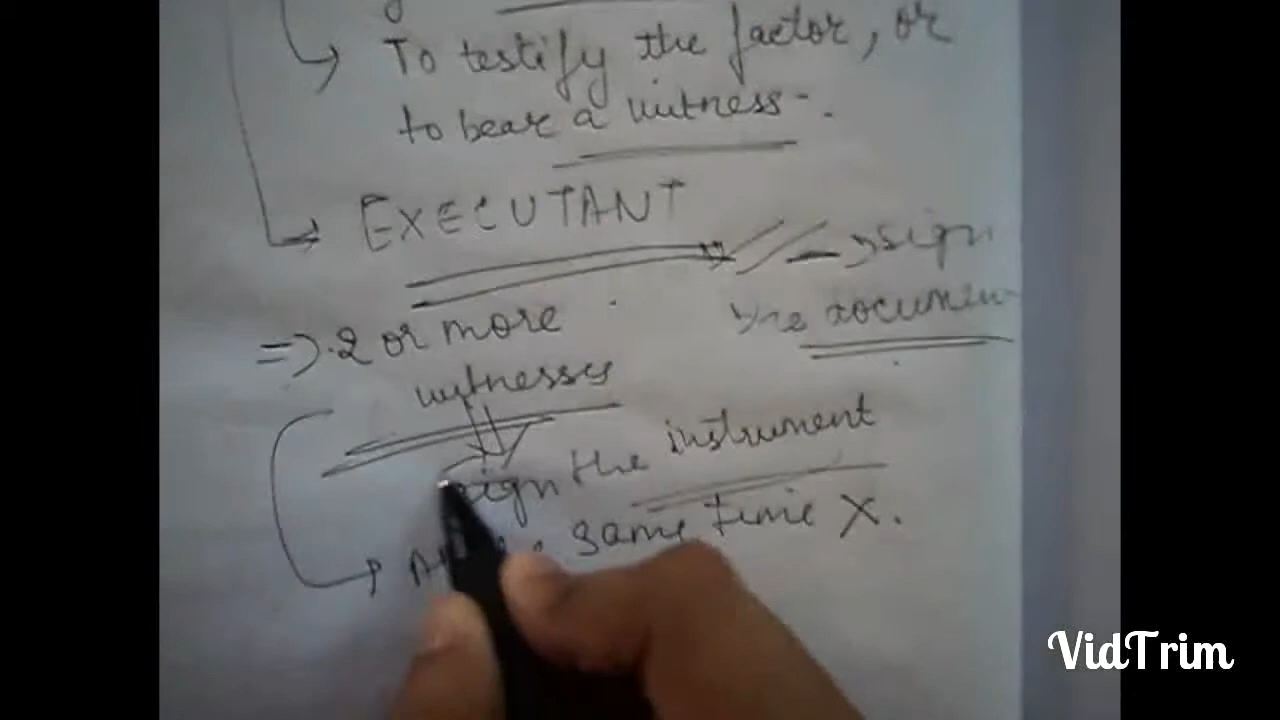 To testify the factor, or
to bear a witness.
EXECUTANT
sign
the document
=> 2 or more
witnesses
sign the instrument
same time X.
VidTrim